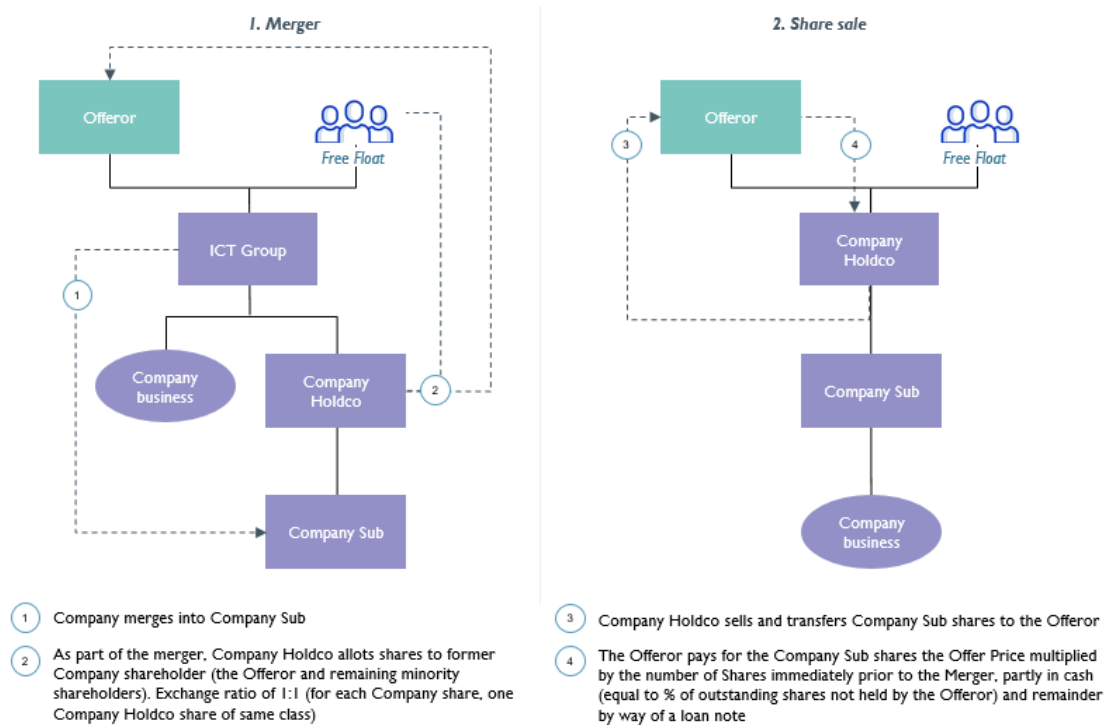 1. Merger
Offeror
Free Float
ICT Group
1
Company
business
Company
Holdco
2
Company Sub
1
Company merges into Company Sub
2
As part of the merger, Company Holdco allots shares to former
Company shareholder (the Offeror and remaining minority
shareholders). Exchange ratio of 1:1 (for each Company share, one
Company Holdco share of same class)
2. Share sale
Offeror
3
4
Free Float
Company
Holdco
Company Sub
Company
business
3
Company Holdco sells and transfers Company Sub shares to the Offeror
4
The Offeror pays for the Company Sub shares the Offer Price multiplied
by the number of Shares immediately prior to the Merger, partly in cash
(equal to % of outstanding shares not held by the Offeror) and remainder
by way of a loan note